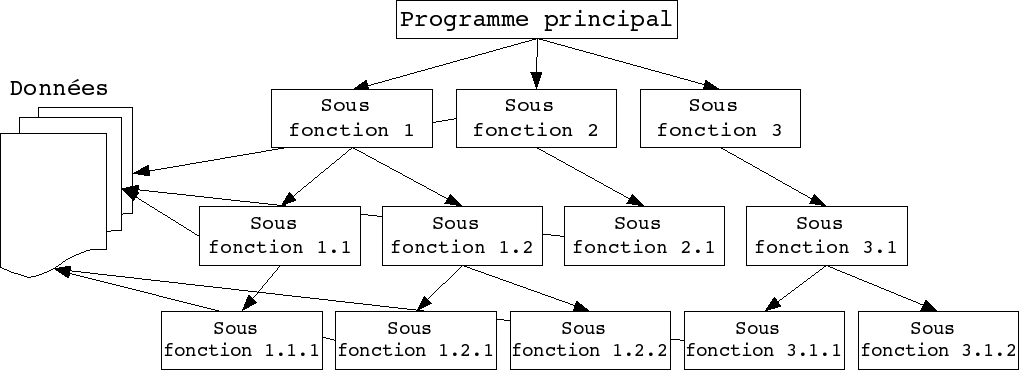 Programme principal
Données
Sous
fonction 1
Sous
fonction 2
Sous
fonction 3
Sous
fonction 1.1
Sous
fonction 1.2
Sous
fonction 2.1
Sous
fonction 3.1
Sous
fonction 1.1.1
Sous
fonction 1.2.1
Sous
fonction 1.2.2
Sous
fonction 3.1.1
Sous
fonction 3.1.2